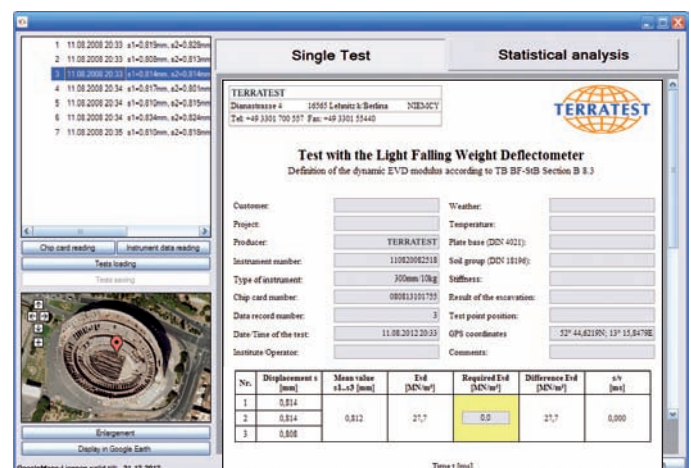 1 11.08.2008 20:33 s1=0,819mm, s2=0,828mm
2 11.08.2008 20:33 s1=0,808mm, s2=0,813mm
3 11.08.2008 20:33 s1=0,814mm, s2=0,814mm
4 11.08.2008 20:34 s1=0,817mm, s2=0,801mm
5 11.08.2008 20:34 s1=0,810mm, s2=0,815mm
6 11.08.2008 20:34 s1=0,834mm, s2=0,824mm
7 11.08.2008 20:35 s1=0,810mm, s2=0,818mm
Chip card reading Instrument data reading
Tests loading
Tests saving
Enlargement
Display in Google Earth
Single Test Statistical analysis
TERRATEST
Dianastrasse 4 16565 Lehnitz k/Berlina NIEMCY
Tel: +49 3301 700 557 Fax: +49 3301 55440
TERRATEST
Test with the Light Falling Weight Deflectometer
Definition of the dynamic EVD modulus according to TB BF-StB Section B 8.3
Customer: Weather:
Project: Temperature:
Producer: TERRATEST Plate base (DIN 4021):
Instrument number: 110820082518 Soil group (DIN 18196):
Type of instrument: 300mm/10kg Stiffness:
Chip card number: 080813101755 Result of the excavation:
Data record number: 3 Test point position:
Date/Time of the test: 11.08.2012 20:33 GPS coordinates 52° 44,6219N; 13° 15,8479E
Institute/Operator: Comments:
Nr. Displacement s [mm] Mean value s1..s3 [mm] Evd [MN/m²] Required Evd [MN/m²] Difference Evd [MN/m²] s/v [ms]
1 0,814
2 0,814 0,812 27,7 0,0 27,7 0,000
3 0,808
Time t [ms]